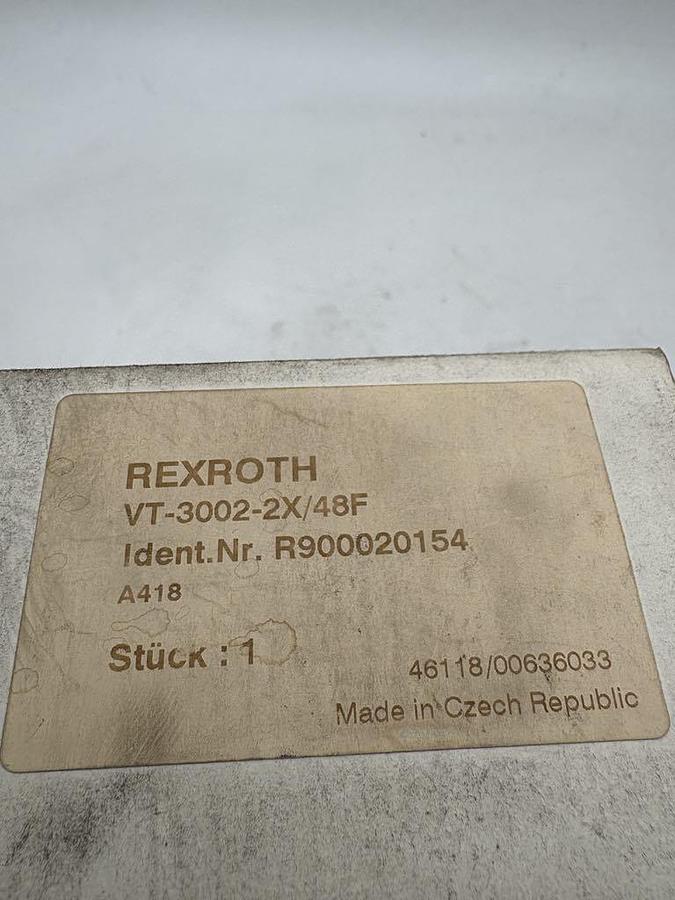 REXROTH
VT-3002-2X/48F
Ident.Nr. R900020154
A418
Stück : 1
46118/00636033
Made in Czech Republic